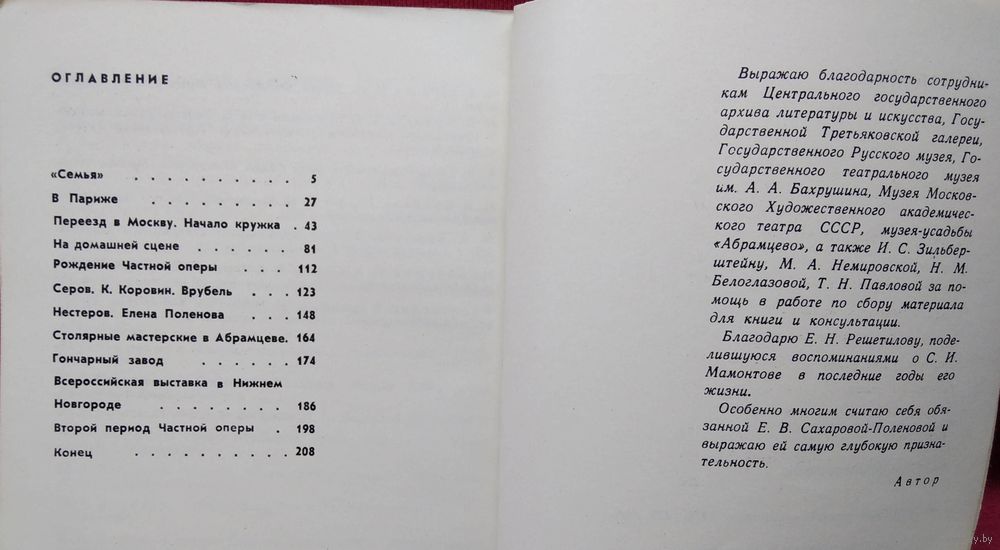 ОГЛАВЛЕНИЕ
«Семья» . . . . . . . . . . 5
В Париже . . . . . . . . . 27
Переезд в Москву. Начало кружка . 43
На домашней сцене . . . . . . 81
Рождение Частной оперы . . . 112
Серов. К. Коровин. Врубель . . . 123
Нестеров. Елена Поленова . . . 148
Столярные мастерские в Абрамцеве. 164
Гончарный завод . . . . . . 174
Всероссийская выставка в Нижнем
Новгороде . . . . . . . . 186
Второй период Частной оперы . 198
Конец . . . . . . . . . . 208
Выражаю благодарность сотрудни-
кам Центрального государственного
архива литературы и искусства, Госу-
дарственной Третьяковской галереи,
Государственного Русского музея, Го-
сударственного театрального музея
им. А. А. Бахрушина, Музея Москов-
ского Художественного академичес-
кого театра СССР, музея-усадьбы
«Абрамцево», а также И. С. Зильбер-
штейну, М. А. Немировской, Н. М.
Белоглазовой, Т. Н. Павловой за по-
мощь в работе по сбору материала
для книги и консультации.
Благодарю Е. Н. Решетилову, поде-
лившуюся воспоминаниями о С. И.
Мамонтове в последние годы его
жизни.
Особенно многим считаю себя обя-
занной Е. В. Сахаровой-Поленовой и
выражаю ей самую глубокую призна-
тельность.
Автор